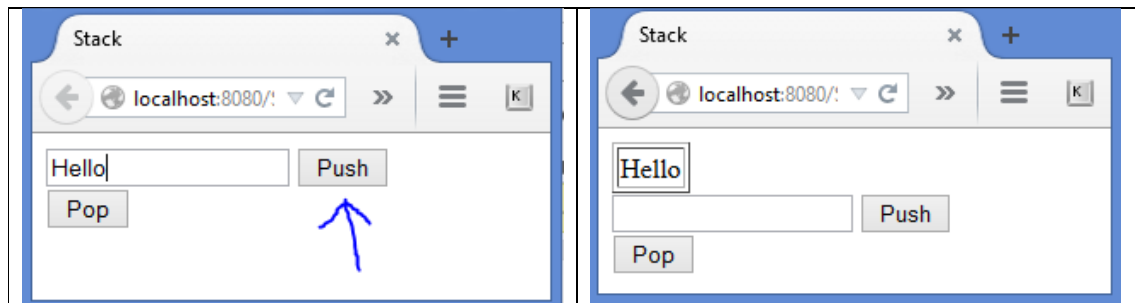 Stack
localhost:8080/S
K
Hello
Push
Pop
Stack
localhost:8080/
K
Hello
Push
Pop